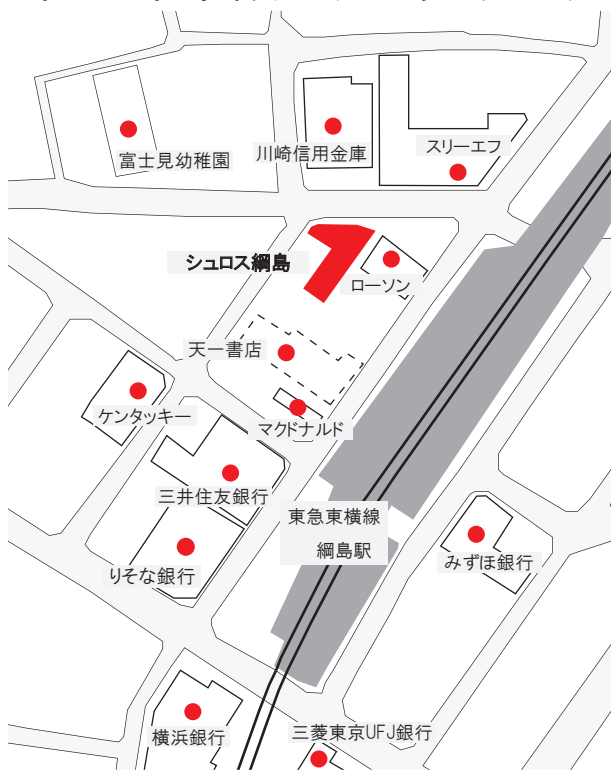 富士見幼稚園
川崎信用金庫
スリーエフ
シュロス綱島
ローソン
天一書店
ケンタッキー
マクドナルド
三井住友銀行
東急東横線
綱島駅
りそな銀行
みずほ銀行
横浜銀行
三菱東京UFJ銀行